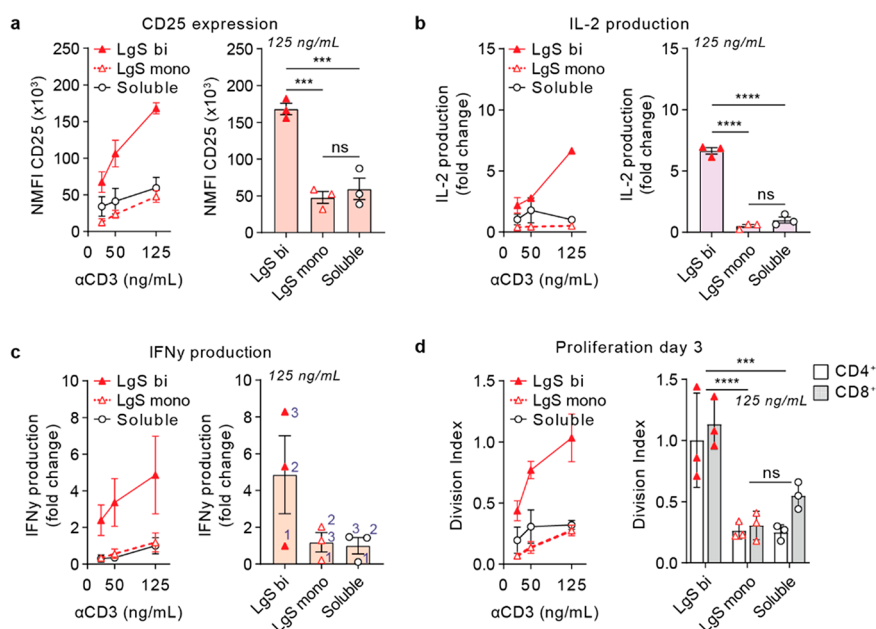 a
CD25 expression
NMFI CD25 (x10³)
250
200
150
100
50
0
LgS bi
LgS mono
Soluble
50
125
αCD3 (ng/mL)
125 ng/mL
NMFI CD25 (x10³)
250
200
150
100
50
0
***
***
ns
LgS bi
LgS mono
Soluble
b
IL-2 production
IL-2 production
(fold change)
15
10
5
0
LgS bi
LgS mono
Soluble
50
125
αCD3 (ng/mL)
125 ng/mL
IL-2 production
(fold change)
15
10
5
0
****
****
ns
LgS bi
LgS mono
Soluble
c
IFNy production
IFNy production
(fold change)
10
8
6
4
2
0
LgS bi
LgS mono
Soluble
50
125
αCD3 (ng/mL)
125 ng/mL
IFNy production
(fold change)
10
8
6
4
2
0
3
2
1
2
3
1
3
2
1
LgS bi
LgS mono
Soluble
d
Proliferation day 3
Division Index
1.5
1.0
0.5
0.0
LgS bi
LgS mono
Soluble
50
125
αCD3 (ng/mL)
Division Index
1.5
1.0
0.5
0.0
***
****
125 ng/mL
ns
CD4⁺
CD8⁺
LgS bi
LgS mono
Soluble